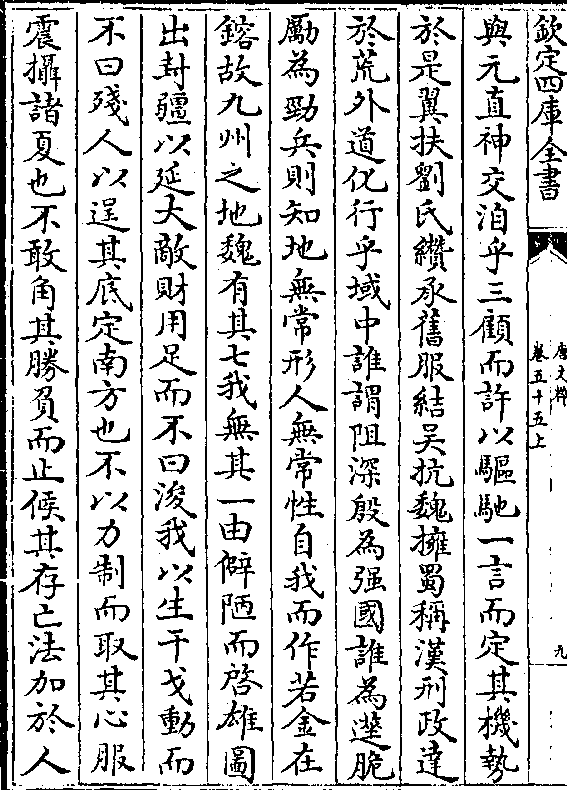 欽定四庫全書
唐文粹
卷五十五上
九
與元直神交洎乎三顧而許以驅馳一言而定其機勢
於是翼扶劉氏纘承舊服結吳抗魏擁蜀稱漢刑政達
於荒外道化行乎域中誰謂阻深殷為强國誰為𨗿脆
勵為勁兵則知地無常形人無常性自我而作若金在
鎔故九州之地魏有其七我無其一由僻陋而啓雄圖
出封疆以延大敵財用足而不曰浚我以生干戈動而
不曰殘人以逞其底定南方也不以力制而取其心服
震攝諸夏也不敢角其勝負而止候其存亡法加於人